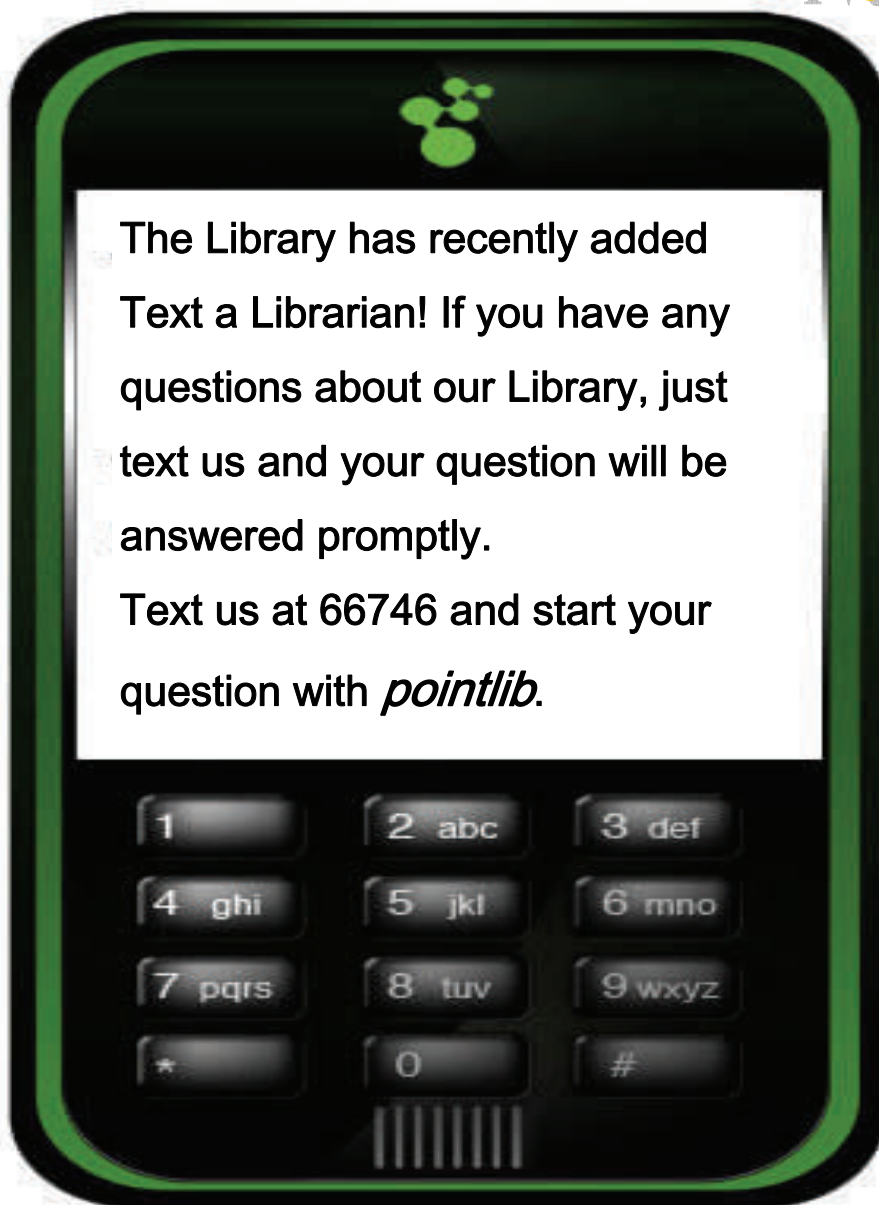 The Library has recently added
Text a Librarian! If you have any
questions about our Library, just
text us and your question will be
answered promptly.
Text us at 66746 and start your
question with pointlib.
1
2 abc
3 def
4 ghi
5 jkl
6 mno
7 pqrs
8 tuv
9 wxyz
*
0
#